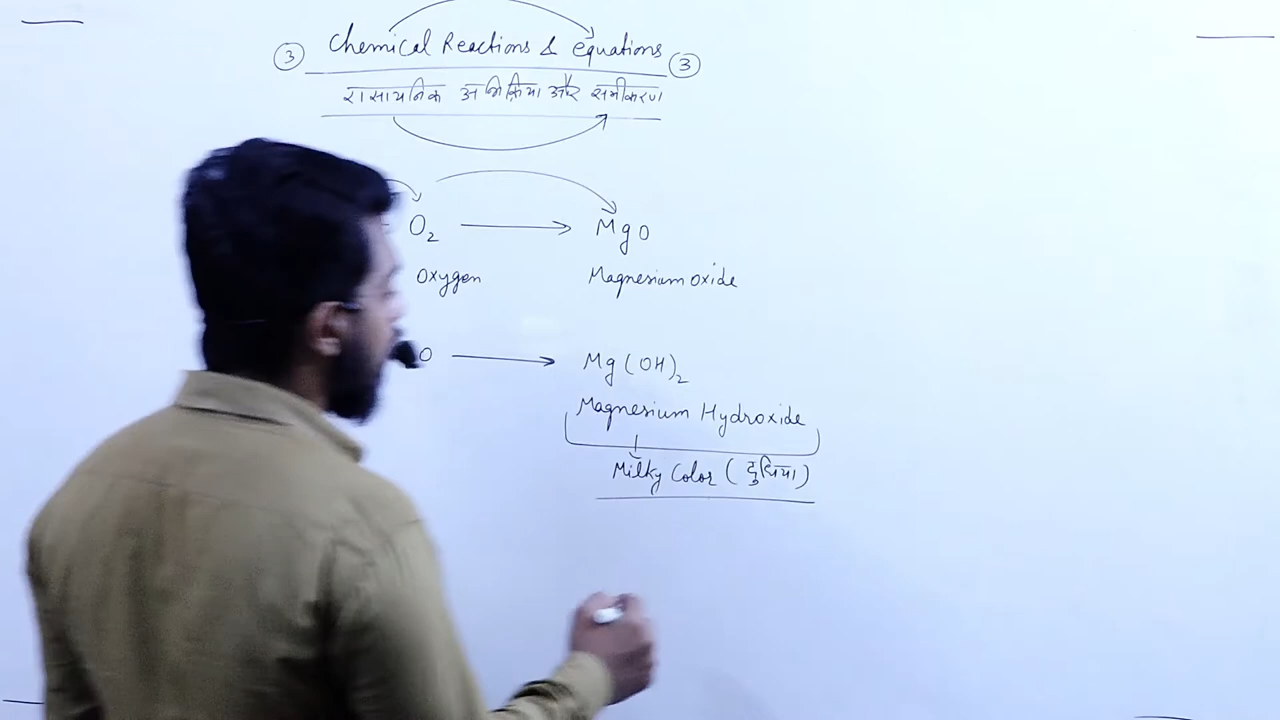 ③ Chemical Reactions & equations ③
रासायनिक अभिक्रिया और समीकरण
O₂ ⟶ MgO
Oxygen Magnesium oxide
O ⟶ Mg(OH)₂
Magnesium Hydroxide
Milky Color (दुधिया)